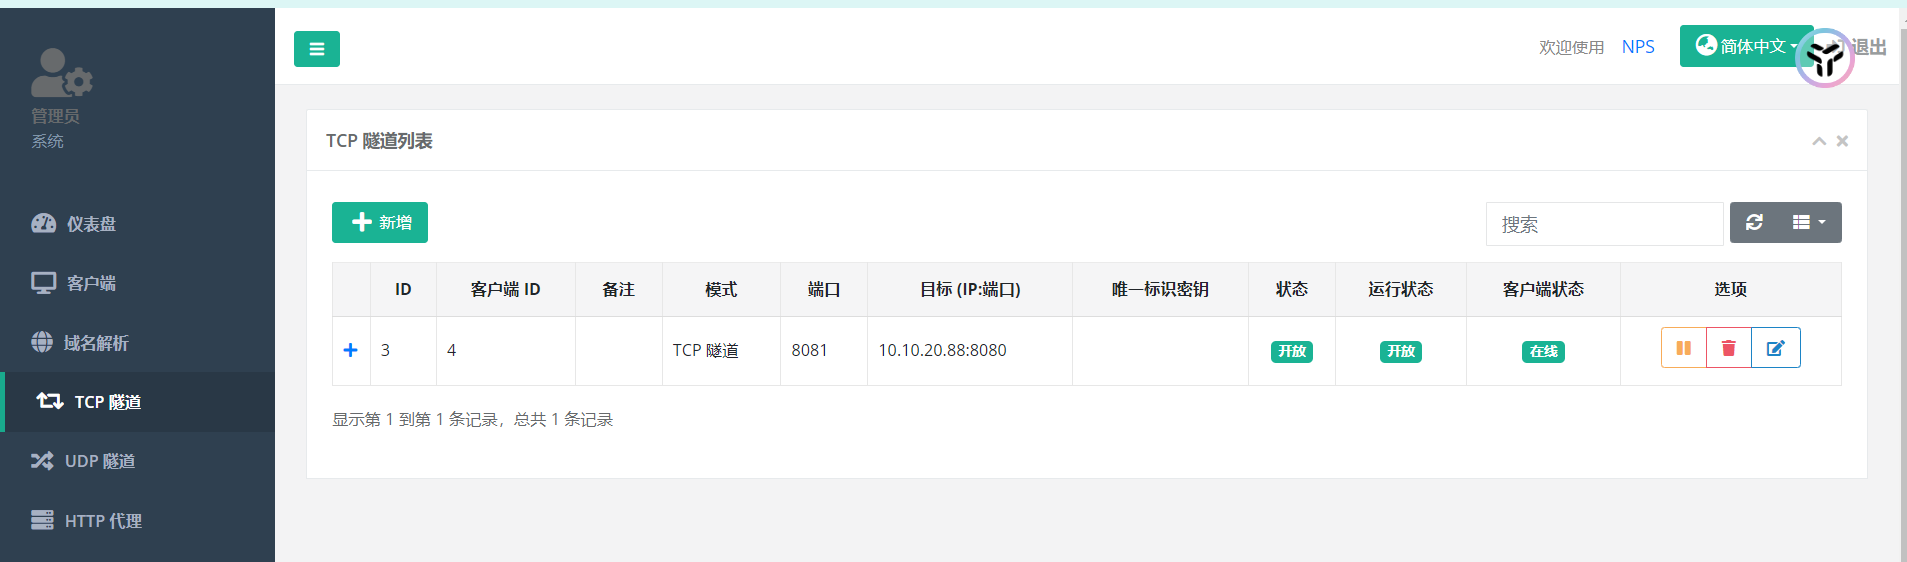 欢迎使用 NPS 简体中文 退出
管理员
系统
仪表盘
客户端
域名解析
TCP 隧道
UDP 隧道
HTTP 代理
TCP 隧道列表
新增
搜索
ID 客户端 ID 备注 模式 端口 目标 (IP:端口) 唯一标识密钥 状态 运行状态 客户端状态 选项
3 4 TCP 隧道 8081 10.10.20.88:8080 开放 开放 在线
显示第 1 到第 1 条记录，总共 1 条记录